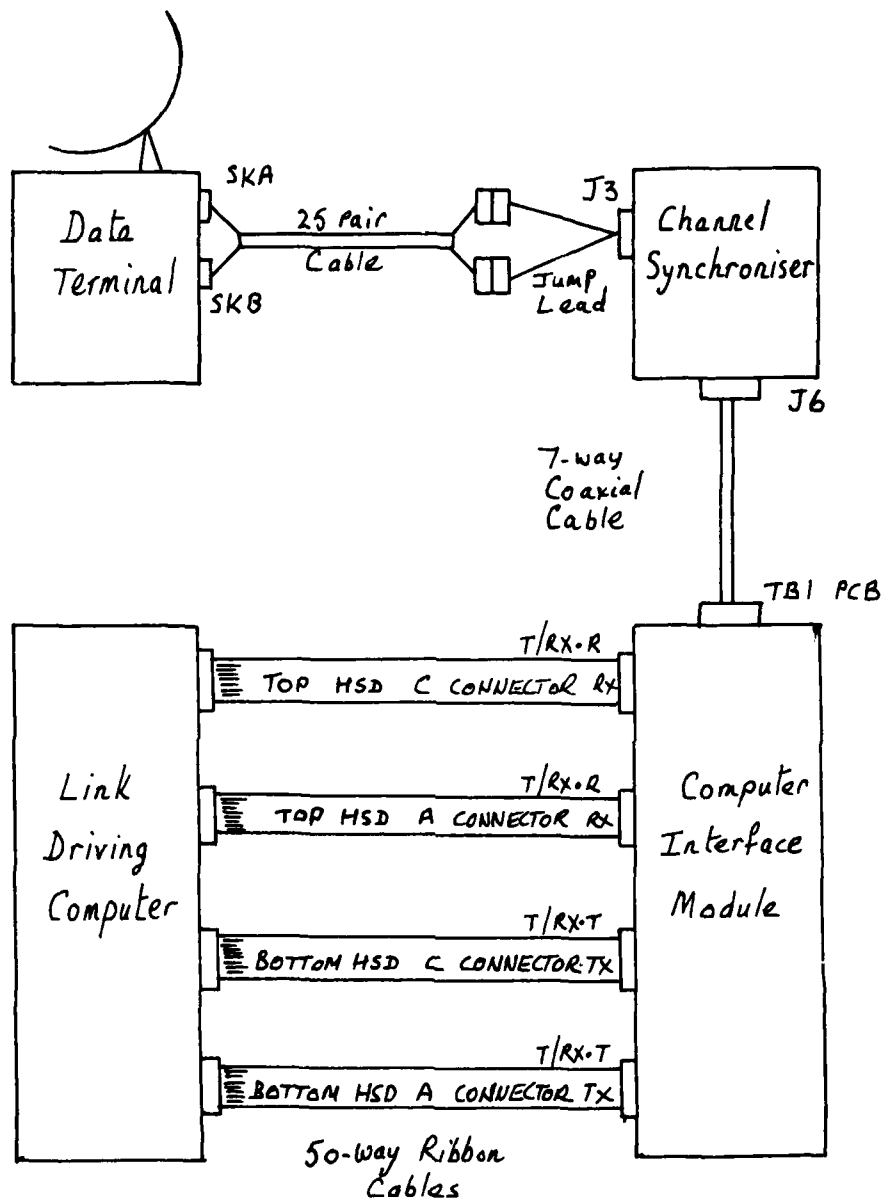 SKA
Data
Terminal
SKB
25 Pair
Cable
Jump
Lead
J3
Channel
Synchroniser
J6
7-way
Coaxial
Cable
TB1 PCB
Link
Driving
Computer
T/RX·R
TOP HSD C CONNECTOR RX
T/RX·R
TOP HSD A CONNECTOR RX
T/RX·T
BOTTOM HSD C CONNECTOR·TX
T/RX·T
BOTTOM HSD A CONNECTOR TX
Computer
Interface
Module
50-way Ribbon
Cables